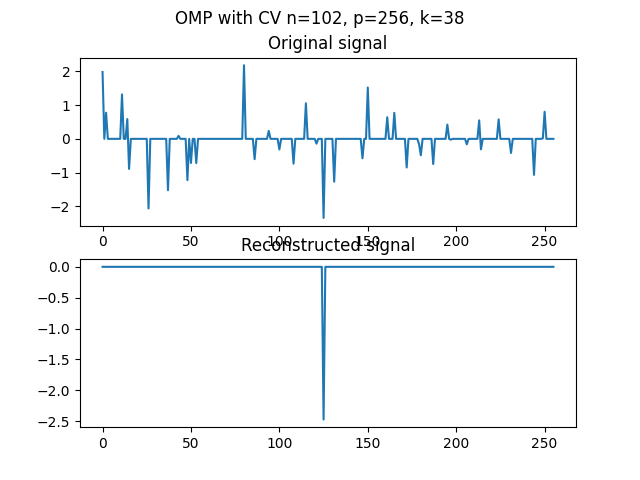 OMP with CV n=102, p=256, k=38
Original signal
2
1
0
−1
−2
0 50 100 150 200 250
Reconstructed signal
0.0
−0.5
−1.0
−1.5
−2.0
−2.5
0 50 100 150 200 250